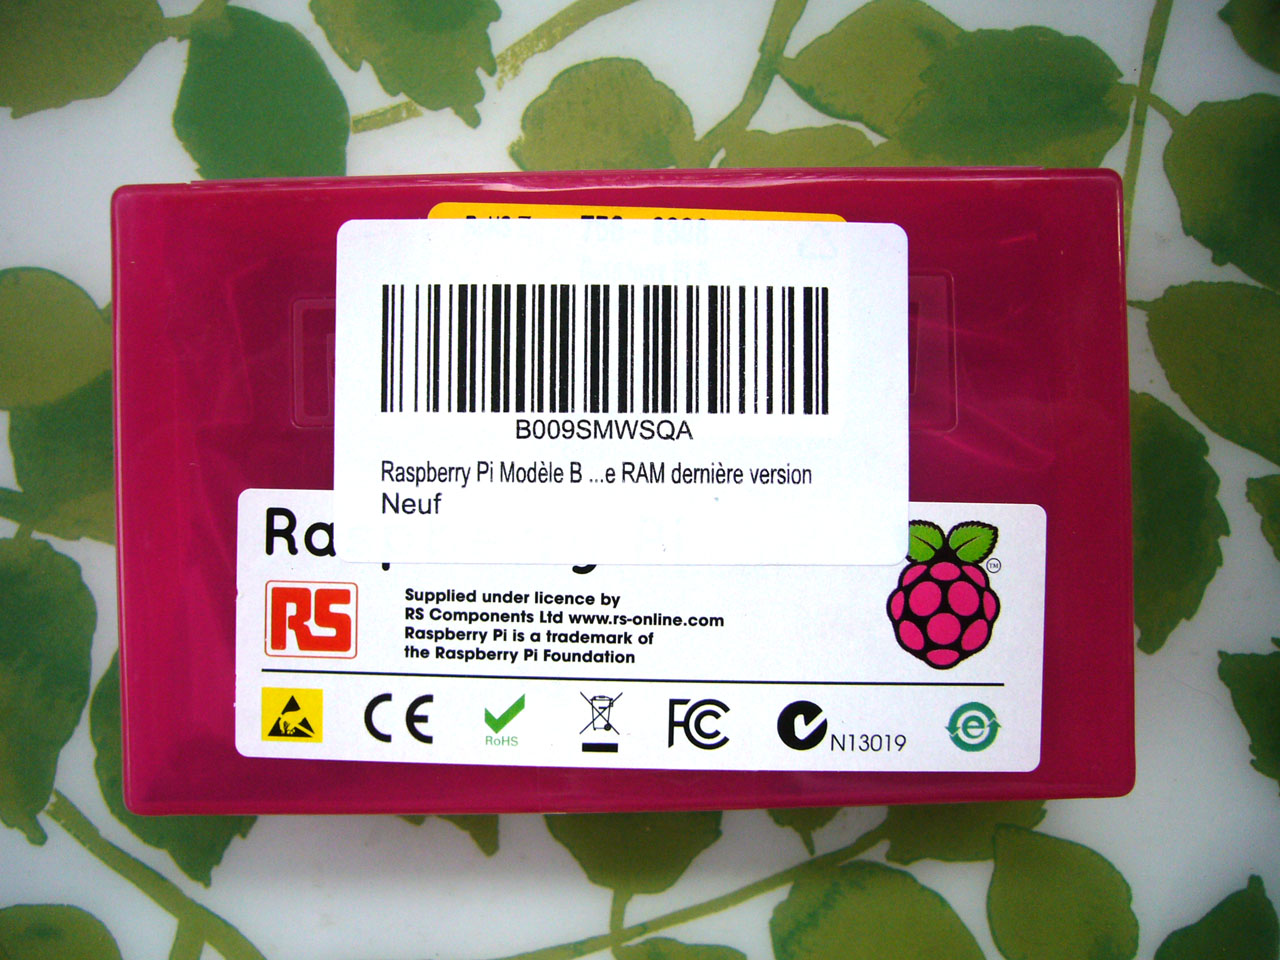 B009SMWSQA
Raspberry Pi Modèle B ...e RAM dernière version
Neuf
Ra
RS
Supplied under licence by
RS Components Ltd www.rs-online.com
Raspberry Pi is a trademark of
the Raspberry Pi Foundation
TM
CE
RoHS
FC
N13019
e